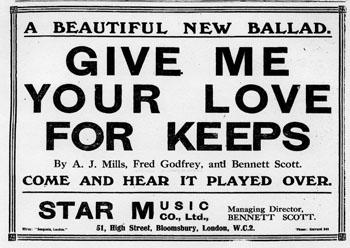 A BEAUTIFUL NEW BALLAD.
GIVE ME
YOUR LOVE
FOR KEEPS
By A. J. Mills, Fred Godfrey, and Bennett Scott.
COME AND HEAR IT PLAYED OVER.
STAR MUSIC CO., Ltd., Managing Director, BENNETT SCOTT.
51, High Street, Bloomsbury, London, W.C.2.
London."